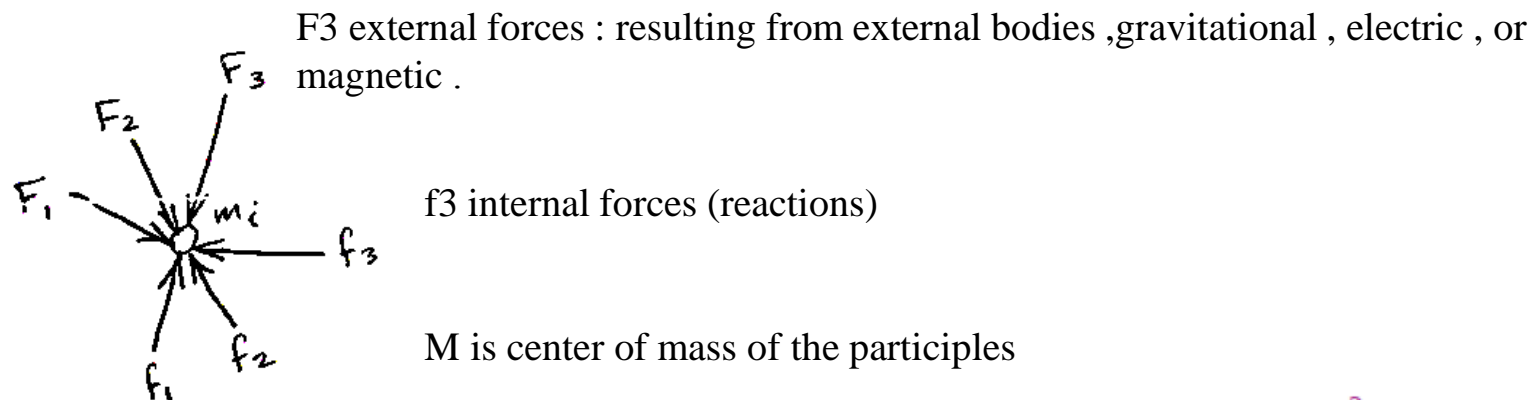 F3 external forces : resulting from external bodies ,gravitational , electric , or
magnetic .
F3
F2
F1
mi
f3 internal forces (reactions)
f3
f2
M is center of mass of the participles
f1